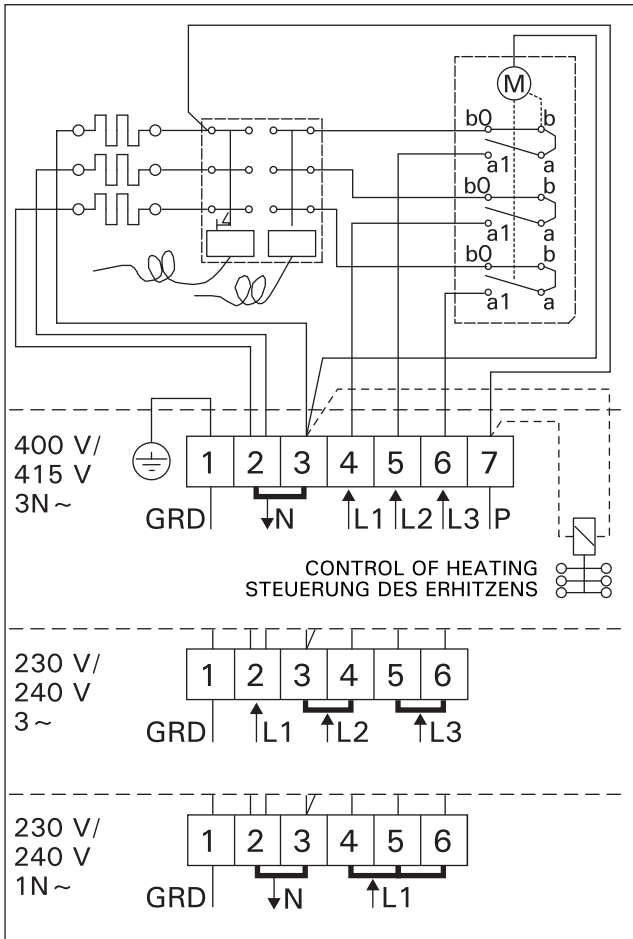 M
b0 b
a1 a
b0 b
a1 a
b0 b
a1 a
400 V/
415 V
3N~
1 2 3 4 5 6 7
GRD N L1 L2 L3 P
CONTROL OF HEATING
STEUERUNG DES ERHITZENS
230 V/
240 V
3~
1 2 3 4 5 6
GRD L1 L2 L3
230 V/
240 V
1N~
1 2 3 4 5 6
GRD N L1